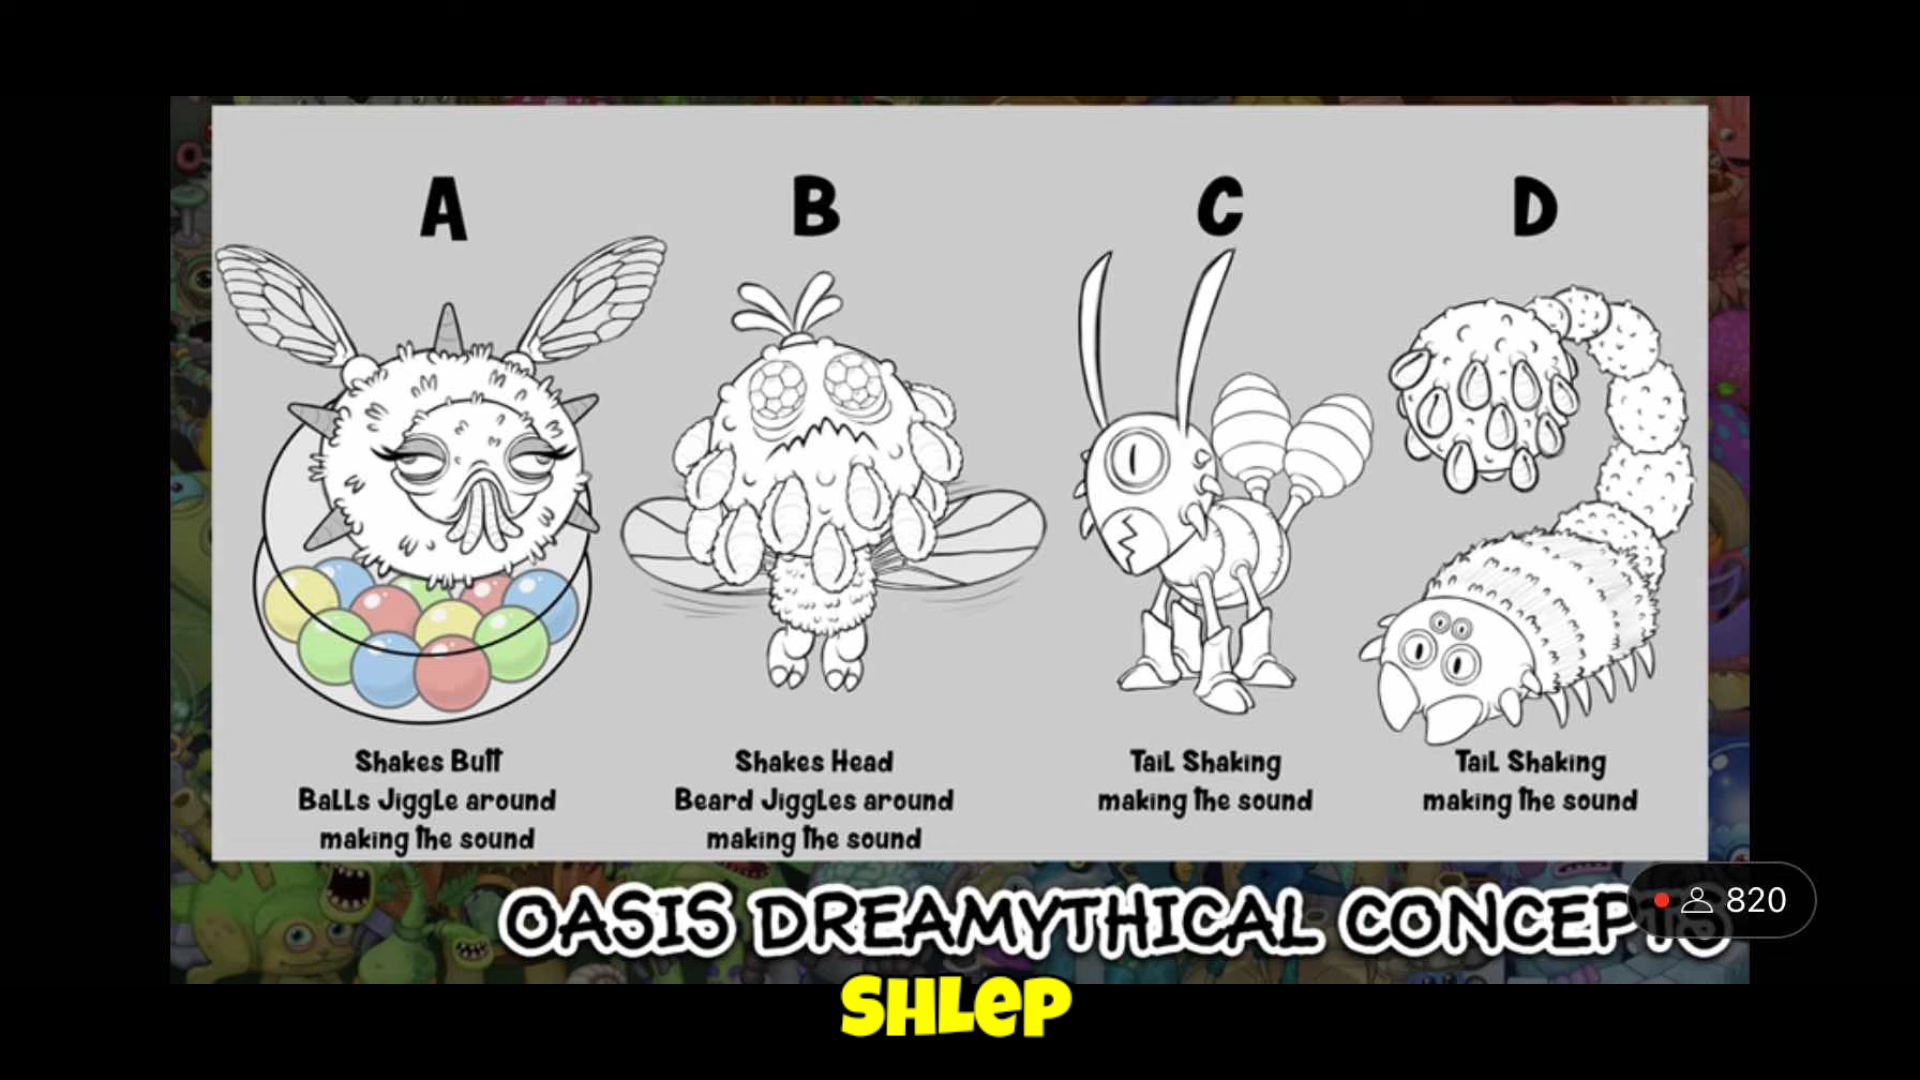 A
B
C
D
Shakes Butt
Balls Jiggle around
making the sound
Shakes Head
Beard Jiggles around
making the sound
Tail Shaking
making the sound
Tail Shaking
making the sound
OASIS DREAMYTHICAL CONCEPTS
820
SHLEP